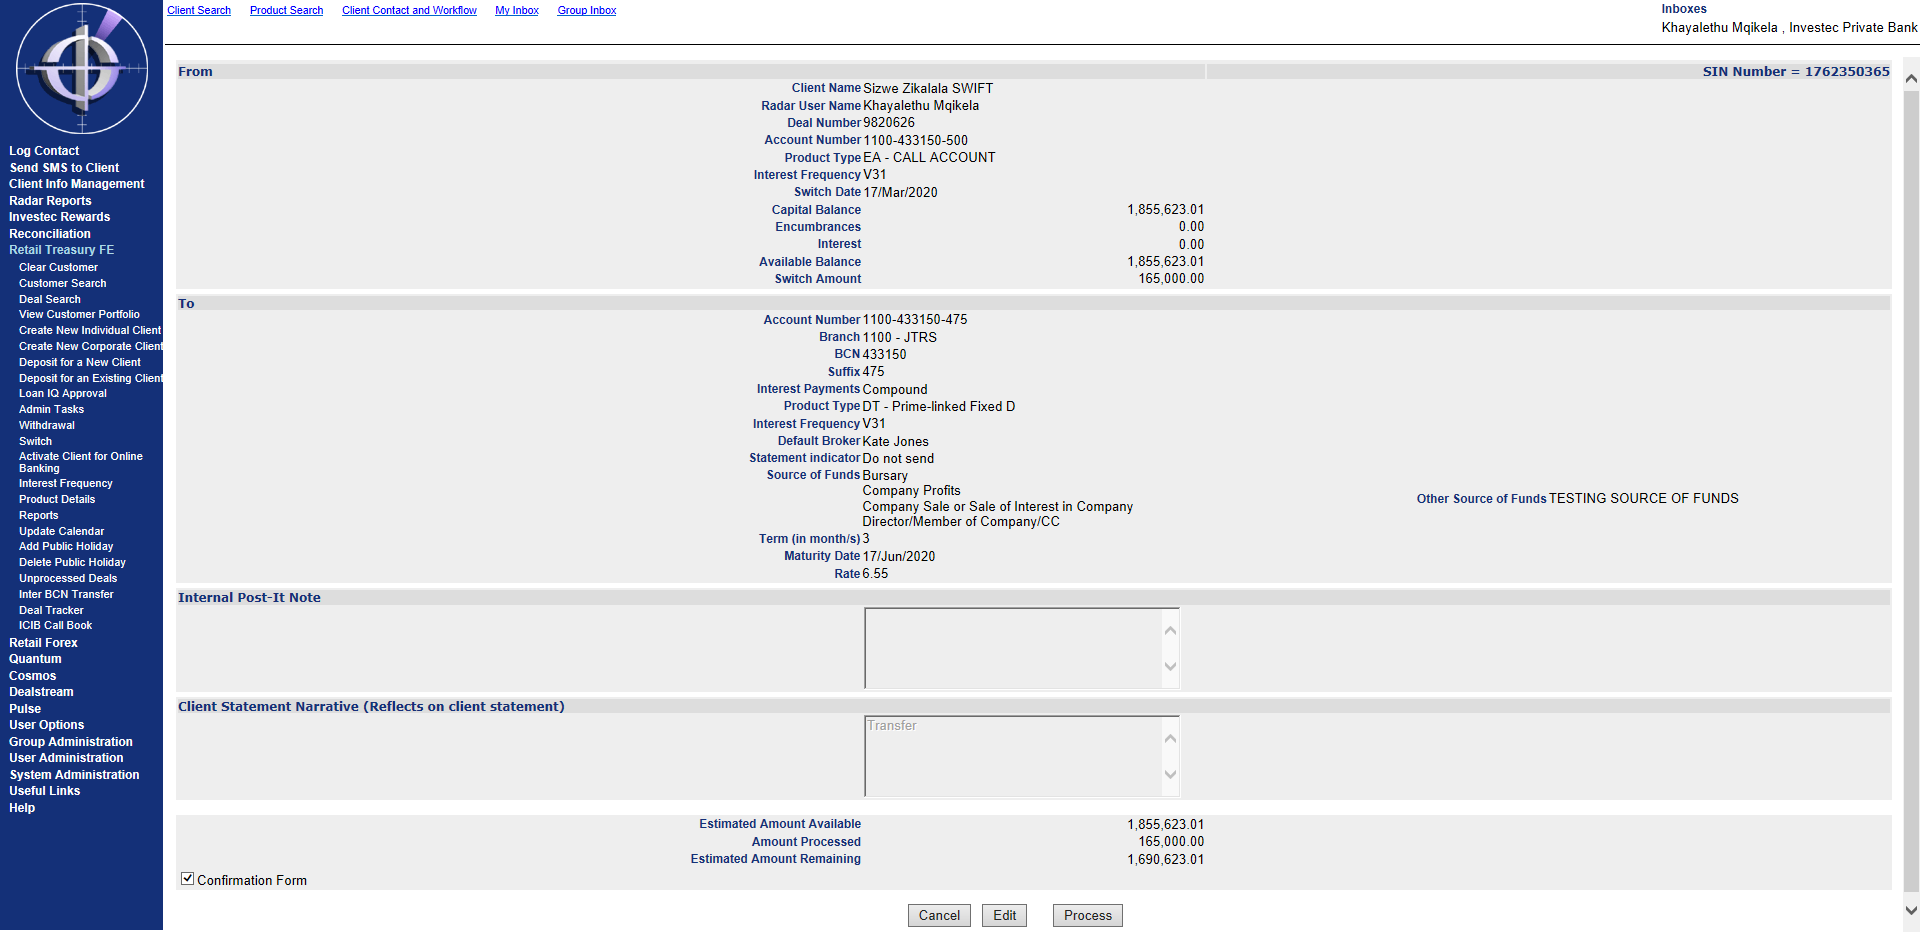 Client Search Product Search Client Contact and Workflow My Inbox Group Inbox
Inboxes
Khayalethu Mqikela , Investec Private Bank
Log Contact
Send SMS to Client
Client Info Management
Radar Reports
Investec Rewards
Reconciliation
Retail Treasury FE
Clear Customer
Customer Search
Deal Search
View Customer Portfolio
Create New Individual Client
Create New Corporate Client
Deposit for a New Client
Deposit for an Existing Client
Loan IQ Approval
Admin Tasks
Withdrawal
Switch
Activate Client for Online
Banking
Interest Frequency
Product Details
Reports
Update Calendar
Add Public Holiday
Delete Public Holiday
Unprocessed Deals
Inter BCN Transfer
Deal Tracker
ICIB Call Book
Retail Forex
Quantum
Cosmos
Dealstream
Pulse
User Options
Group Administration
User Administration
System Administration
Useful Links
Help
From SIN Number = 1762350365
Client Name Sizwe Zikalala SWIFT
Radar User Name Khayalethu Mqikela
Deal Number 9820626
Account Number 1100-433150-500
Product Type EA - CALL ACCOUNT
Interest Frequency V31
Switch Date 17/Mar/2020
Capital Balance 1,855,623.01
Encumbrances 0.00
Interest 0.00
Available Balance 1,855,623.01
Switch Amount 165,000.00
To
Account Number 1100-433150-475
Branch 1100 - JTRS
BCN 433150
Suffix 475
Interest Payments Compound
Product Type DT - Prime-linked Fixed D
Interest Frequency V31
Default Broker Kate Jones
Statement indicator Do not send
Source of Funds Bursary
Company Profits
Company Sale or Sale of Interest in Company
Director/Member of Company/CC
Other Source of Funds TESTING SOURCE OF FUNDS
Term (in month/s) 3
Maturity Date 17/Jun/2020
Rate 6.55
Internal Post-It Note
Client Statement Narrative (Reflects on client statement)
Transfer
Estimated Amount Available 1,855,623.01
Amount Processed 165,000.00
Estimated Amount Remaining 1,690,623.01
Confirmation Form
Cancel Edit Process